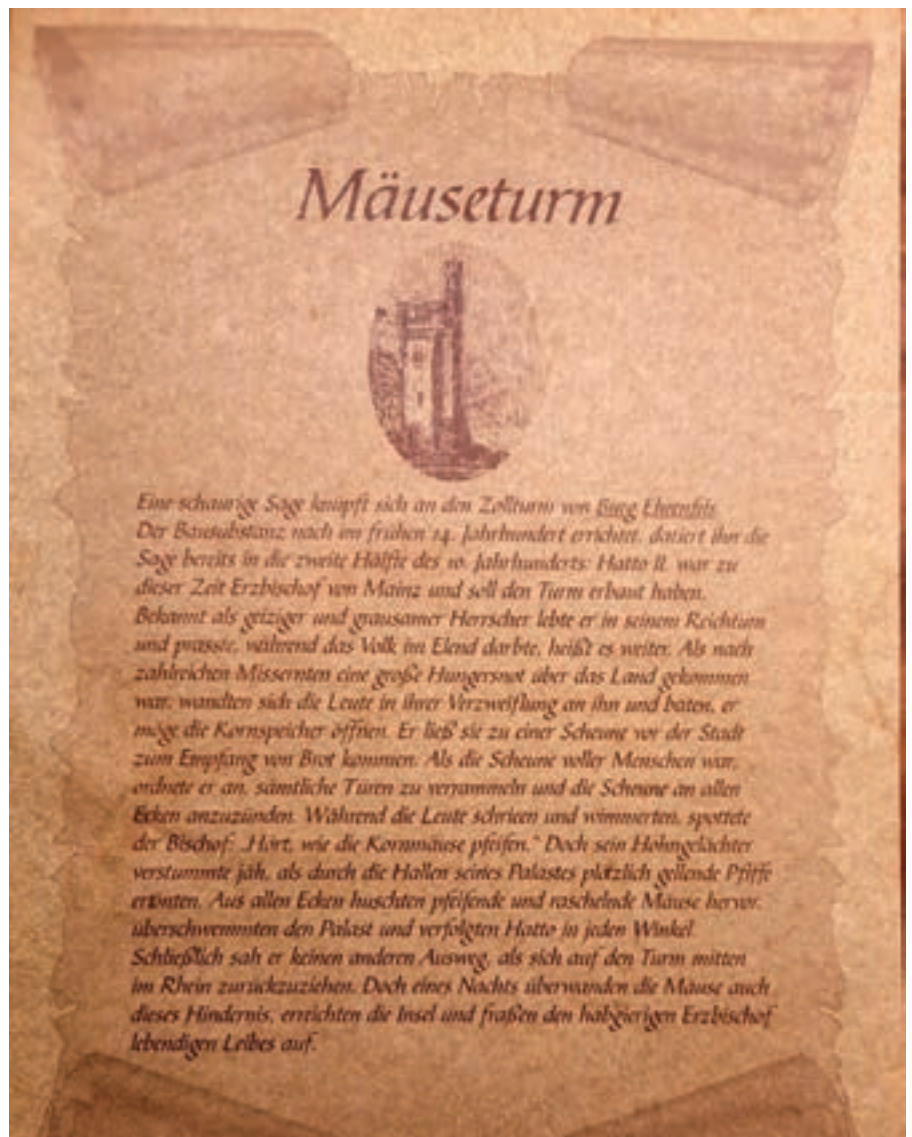 Mäuseturm
Eine schaurige Sage knüpft sich an den Zollturm von Burg Ehrenfels.
Der Bausubstanz nach im frühen 14. Jahrhundert errichtet, datiert ihn die
Sage bereits in die zweite Hälfte des 10. Jahrhunderts: Hatto II. war zu
dieser Zeit Erzbischof von Mainz und soll den Turm erbaut haben.
Bekannt als geiziger und grausamer Herrscher lebte er in seinem Reichtum
und prasste, während das Volk im Elend darbte, heißt es weiter. Als nach
zahlreichen Missernten eine große Hungersnot über das Land gekommen
war, wandten sich die Leute in ihrer Verzweiflung an ihn und baten, er
möge die Kornspeicher öffnen. Er ließ sie zu einer Scheune vor der Stadt
zum Empfang von Brot kommen. Als die Scheune voller Menschen war,
ordnete er an, sämtliche Türen zu verrammeln und die Scheune an allen
Ecken anzuzünden. Während die Leute schrieen und wimmerten, spottete
der Bischof: „Hört, wie die Kornmäuse pfeifen.“ Doch sein Hohngelächter
verstummte jäh, als durch die Hallen seines Palastes plötzlich gellende Pfiffe
ertönten. Aus allen Ecken huschten pfeifende und raschelnde Mäuse hervor,
überschwemmten den Palast und verfolgten Hatto in jeden Winkel.
Schließlich sah er keinen anderen Ausweg, als sich auf den Turm mitten
im Rhein zurückzuziehen. Doch eines Nachts überwanden die Mäuse auch
dieses Hindernis, erreichten die Insel und fraßen den habgierigen Erzbischof
lebendigen Leibes auf.